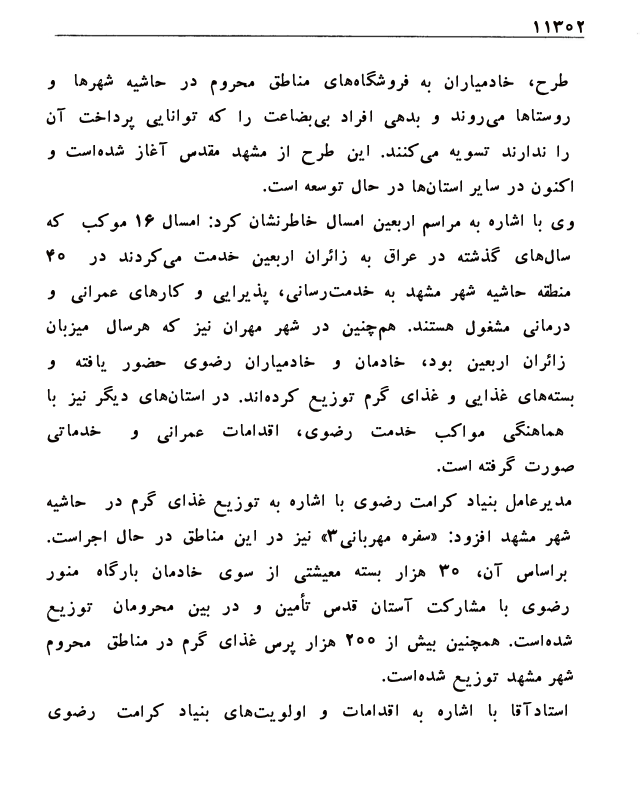 ۱۱۳۰۲
طرح، خادمیاران به فروشگاه‌های مناطق محروم در حاشیه شهرها و
روستاها می‌روند و بدهی افراد بی‌بضاعت را که توانایی پرداخت آن
را ندارند تسویه می‌کنند. این طرح از مشهد مقدس آغاز شده‌است و
اکنون در سایر استان‌ها در حال توسعه است.
وی با اشاره به مراسم اربعین امسال خاطرنشان کرد: امسال ۱۶ موکب که
سال‌های گذشته در عراق به زائران اربعین خدمت می‌کردند در ۴۰
منطقه حاشیه شهر مشهد به خدمت‌رسانی، پذیرایی و کارهای عمرانی و
درمانی مشغول هستند. هم‌چنین در شهر مهران نیز که هرسال میزبان
زائران اربعین بود، خادمان و خادمیاران رضوی حضور یافته و
بسته‌های غذایی و غذای گرم توزیع کرده‌اند. در استان‌های دیگر نیز با
هماهنگی مواکب خدمت رضوی، اقدامات عمرانی و خدماتی
صورت گرفته است.
مدیرعامل بنیاد کرامت رضوی با اشاره به توزیع غذای گرم در حاشیه
شهر مشهد افزود: «سفره مهربانی۳» نیز در این مناطق در حال اجراست.
براساس آن، ۳۰ هزار بسته معیشتی از سوی خادمان بارگاه منور
رضوی با مشارکت آستان قدس تأمین و در بین محرومان توزیع
شده‌است. همچنین بیش از ۲۰۰ هزار پرس غذای گرم در مناطق محروم
شهر مشهد توزیع شده‌است.
استادآقا با اشاره به اقدامات و اولویت‌های بنیاد کرامت رضوی